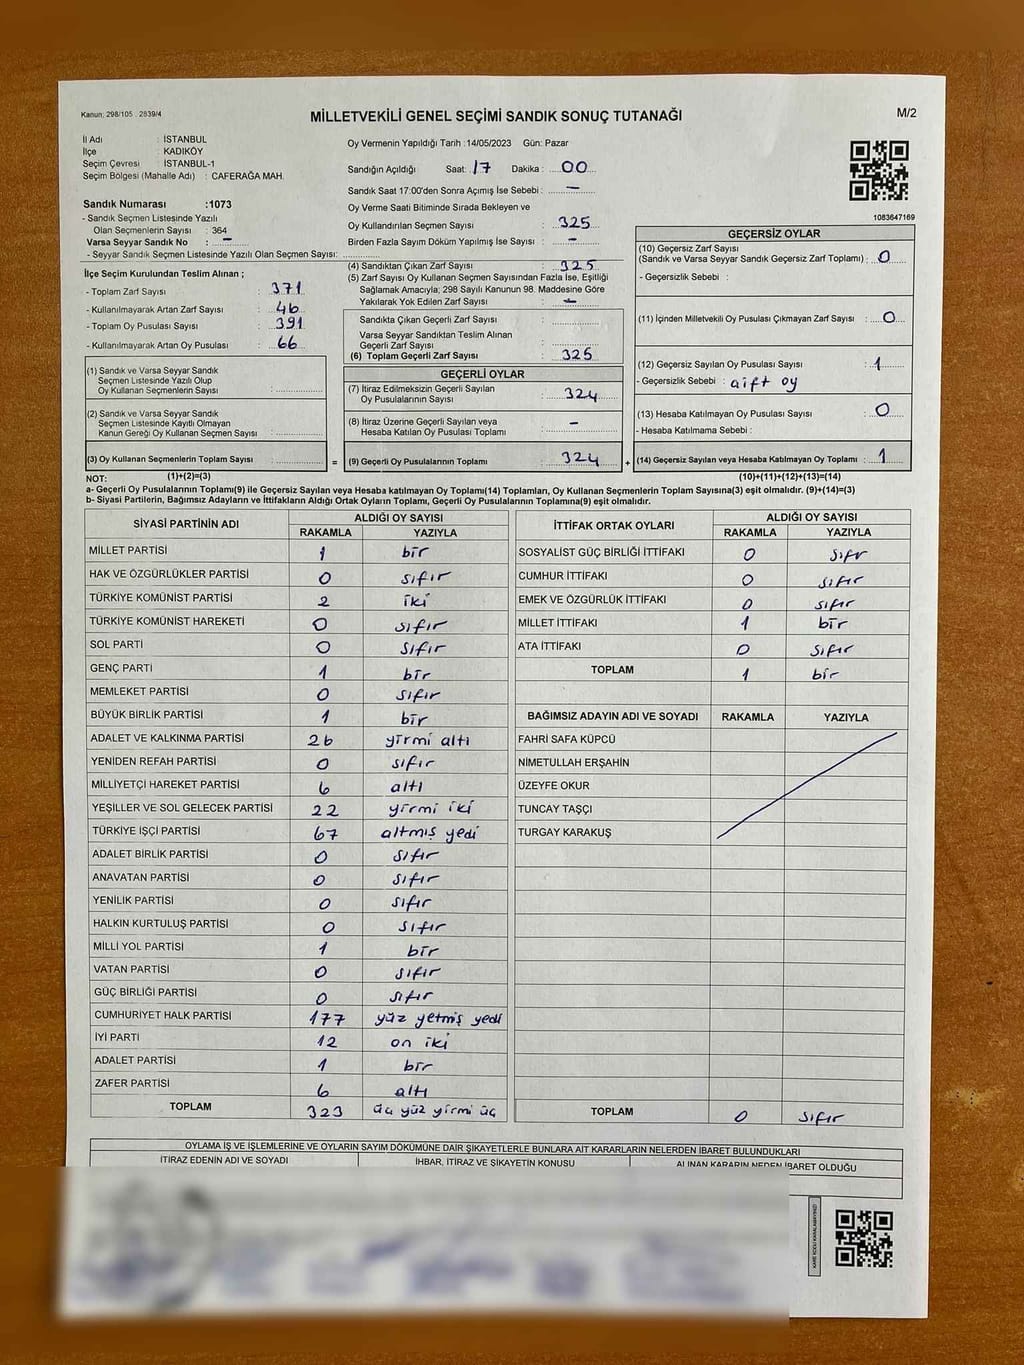 Kanun: 298/105 . 2839/4
MİLLETVEKİLİ GENEL SEÇİMİ SANDIK SONUÇ TUTANAĞI
M/2
İl Adı : İSTANBUL
İlçe : KADIKÖY
Seçim Çevresi : İSTANBUL-1
Seçim Bölgesi (Mahalle Adı) : CAFERAĞA MAH.
Sandık Numarası :1073
- Sandık Seçmen Listesinde Yazılı
Olan Seçmenlerin Sayısı : 364
Varsa Seyyar Sandık No : -
- Seyyar Sandık Seçmen Listesinde Yazılı Olan Seçmen Sayısı:
İlçe Seçim Kurulundan Teslim Alınan ;
- Toplam Zarf Sayısı : 371
- Kullanılmayarak Artan Zarf Sayısı : 46
- Toplam Oy Pusulası Sayısı : 391
- Kullanılmayarak Artan Oy Pusulası : 66
(1) Sandık ve Varsa Seyyar Sandık
Seçmen Listesinde Yazılı Olup
Oy Kullanan Seçmenlerin Sayısı :
(2) Sandık ve Varsa Seyyar Sandık
Seçmen Listesinde Kayıtlı Olmayan
Kanun Gereği Oy Kullanan Seçmen Sayısı :
(3) Oy Kullanan Seçmenlerin Toplam Sayısı :
(1)+(2)=(3)
Oy Vermenin Yapıldığı Tarih :14/05/2023 Gün: Pazar
Sandığın Açıldığı Saat: 17 Dakika : 00
Sandık Saat 17:00'den Sonra Açımış İse Sebebi : -
Oy Verme Saati Bitiminde Sırada Bekleyen ve
Oy Kullandırılan Seçmen Sayısı : 325
Birden Fazla Sayım Döküm Yapılmış İse Sayısı : -
(4) Sandıktan Çıkan Zarf Sayısı : 325
(5) Zarf Sayısı Oy Kullanan Seçmen Sayısından Fazla İse, Eşitliği
Sağlamak Amacıyla; 298 Sayılı Kanunun 98. Maddesine Göre
Yakılarak Yok Edilen Zarf Sayısı : -
Sandıkta Çıkan Geçerli Zarf Sayısı :
Varsa Seyyar Sandıktan Teslim Alınan
Geçerli Zarf Sayısı :
(6) Toplam Geçerli Zarf Sayısı : 325
GEÇERLİ OYLAR
(7) İtiraz Edilmeksizin Geçerli Sayılan
Oy Pusulalarının Sayısı : 324
(8) İtiraz Üzerine Geçerli Sayılan veya
Hesaba Katılan Oy Pusulası Toplamı : -
= (9) Geçerli Oy Pusulalarının Toplamı : 324
1083647169
GEÇERSİZ OYLAR
(10) Geçersiz Zarf Sayısı
(Sandık ve Varsa Seyyar Sandık Geçersiz Zarf Toplamı) : 0
- Geçersizlik Sebebi :
(11) İçinden Milletvekili Oy Pusulası Çıkmayan Zarf Sayısı : 0
(12) Geçersiz Sayılan Oy Pusulası Sayısı : 1
- Geçersizlik Sebebi : çift oy
(13) Hesaba Katılmayan Oy Pusulası Sayısı : 0
- Hesaba Katılmama Sebebi :
+ (14) Geçersiz Sayılan veya Hesaba Katılmayan Oy Toplamı : 1
(10)+(11)+(12)+(13)=(14)
NOT:
a- Geçerli Oy Pusulalarının Toplamı(9) ile Geçersiz Sayılan veya Hesaba katılmayan Oy Toplamı(14) Toplamları, Oy Kullanan Seçmenlerin Toplam Sayısına(3) eşit olmalıdır. (9)+(14)=(3)
b- Siyasi Partilerin, Bağımsız Adayların ve İttifakların Aldığı Ortak Oyların Toplamı, Geçerli Oy Pusulalarının Toplamına(9) eşit olmalıdır.
SİYASİ PARTİNİN ADI ALDIĞI OY SAYISI
RAKAMLA YAZIYLA
MİLLET PARTİSİ 1 bir
HAK VE ÖZGÜRLÜKLER PARTİSİ 0 sıfır
TÜRKİYE KOMÜNİST PARTİSİ 2 iki
TÜRKİYE KOMÜNİST HAREKETİ 0 sıfır
SOL PARTİ 0 sıfır
GENÇ PARTİ 1 bir
MEMLEKET PARTİSİ 0 sıfır
BÜYÜK BİRLİK PARTİSİ 1 bir
ADALET VE KALKINMA PARTİSİ 26 yirmi altı
YENİDEN REFAH PARTİSİ 0 sıfır
MİLLİYETÇİ HAREKET PARTİSİ 6 altı
YEŞİLLER VE SOL GELECEK PARTİSİ 22 yirmi iki
TÜRKİYE İŞÇİ PARTİSİ 67 altmış yedi
ADALET BİRLİK PARTİSİ 0 sıfır
ANAVATAN PARTİSİ 0 sıfır
YENİLİK PARTİSİ 0 sıfır
HALKIN KURTULUŞ PARTİSİ 0 sıfır
MİLLİ YOL PARTİSİ 1 bir
VATAN PARTİSİ 0 sıfır
GÜÇ BİRLİĞİ PARTİSİ 0 sıfır
CUMHURİYET HALK PARTİSİ 177 yüz yetmiş yedi
İYİ PARTİ 12 on iki
ADALET PARTİSİ 1 bir
ZAFER PARTİSİ 6 altı
TOPLAM 323 üç yüz yirmi üç
İTTİFAK ORTAK OYLARI ALDIĞI OY SAYISI
RAKAMLA YAZIYLA
SOSYALİST GÜÇ BİRLİĞİ İTTİFAKI 0 sıfr
CUMHUR İTTİFAKI 0 sıfır
EMEK VE ÖZGÜRLÜK İTTİFAKI 0 sıfır
MİLLET İTTİFAKI 1 bir
ATA İTTİFAKI 0 sıfır
TOPLAM 1 bir
BAĞIMSIZ ADAYIN ADI VE SOYADI RAKAMLA YAZIYLA
FAHRİ SAFA KÜPCÜ
NİMETULLAH ERŞAHİN
ÜZEYFE OKUR
TUNCAY TAŞÇI
TURGAY KARAKUŞ
TOPLAM 0 sıfır
OYLAMA İŞ VE İŞLEMLERİNE VE OYLARIN SAYIM DÖKÜMÜNE DAİR ŞİKAYETLERLE BUNLARA AİT KARARLARIN NELERDEN İBARET BULUNDUKLARI
İTİRAZ EDENİN ADI VE SOYADI İHBAR, İTİRAZ VE ŞİKAYETİN KONUSU ALINAN KARARIN NEDEN İBARET OLDUĞU
KARE KODU KARALAMAYINIZ!